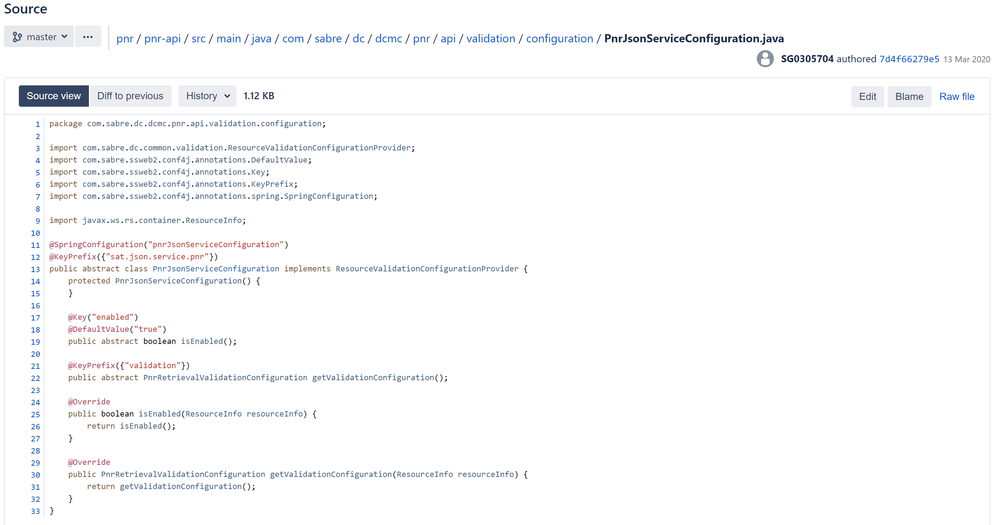 Source
master ··· pnr / pnr-api / src / main / java / com / sabre / dc / dcmc / pnr / api / validation / configuration / PnrJsonServiceConfiguration.java
SG0305704 authored 7d4f66279e5 13 Mar 2020
Source view Diff to previous History 1.12 KB Edit Blame Raw file
1 package com.sabre.dc.dcmc.pnr.api.validation.configuration;
2
3 import com.sabre.dc.common.validation.ResourceValidationConfigurationProvider;
4 import com.sabre.ssweb2.conf4j.annotations.DefaultValue;
5 import com.sabre.ssweb2.conf4j.annotations.Key;
6 import com.sabre.ssweb2.conf4j.annotations.KeyPrefix;
7 import com.sabre.ssweb2.conf4j.annotations.spring.SpringConfiguration;
8
9 import javax.ws.rs.container.ResourceInfo;
10
11 @SpringConfiguration("pnrJsonServiceConfiguration")
12 @KeyPrefix({"sat.json.service.pnr"})
13 public abstract class PnrJsonServiceConfiguration implements ResourceValidationConfigurationProvider {
14     protected PnrJsonServiceConfiguration() {
15     }
16
17     @Key("enabled")
18     @DefaultValue("true")
19     public abstract boolean isEnabled();
20
21     @KeyPrefix({"validation"})
22     public abstract PnrRetrievalValidationConfiguration getValidationConfiguration();
23
24     @Override
25     public boolean isEnabled(ResourceInfo resourceInfo) {
26         return isEnabled();
27     }
28
29     @Override
30     public PnrRetrievalValidationConfiguration getValidationConfiguration(ResourceInfo resourceInfo) {
31         return getValidationConfiguration();
32     }
33 }